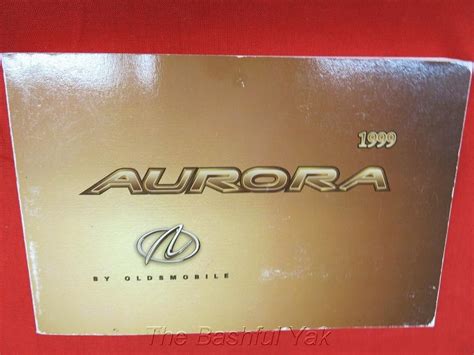 1999
AURORA
BY OLDSMOBILE
The Bashful Yak